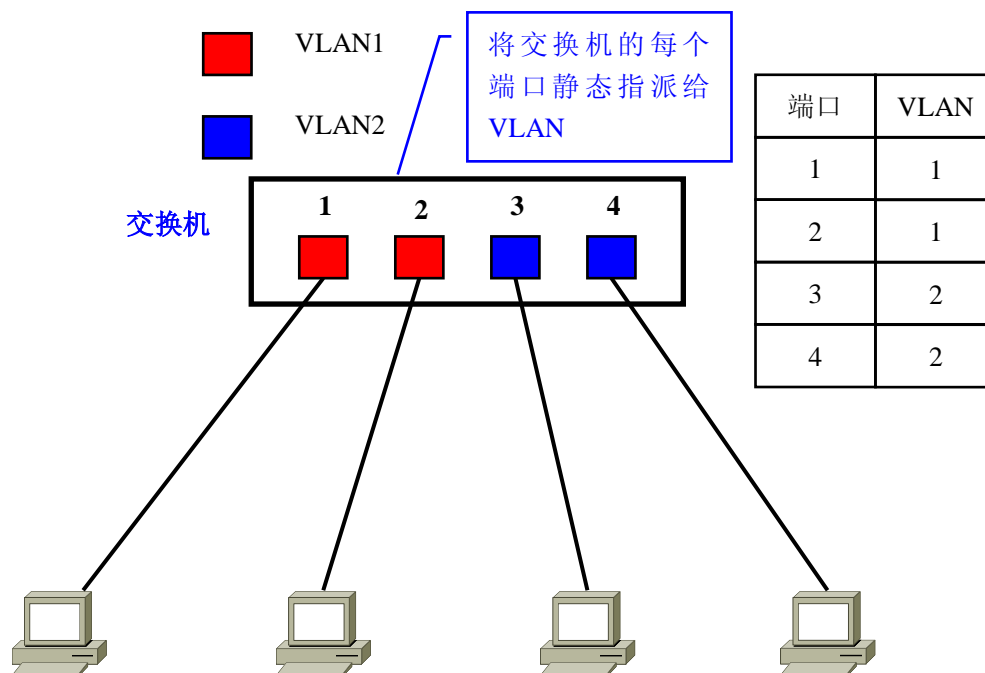 VLAN1
VLAN2
将交换机的每个
端口静态指派给
VLAN
交换机
1 2 3 4
端口 VLAN
1 1
2 1
3 2
4 2